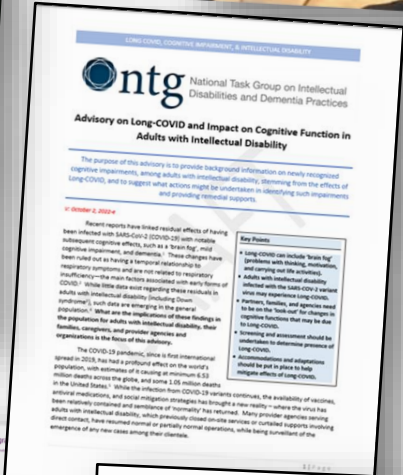 LONG-COVID, COGNITIVE IMPAIRMENT, & INTELLECTUAL DISABILITY
ntg National Task Group on Intellectual
Disabilities and Dementia Practices
Advisory on Long-COVID and Impact on Cognitive Function in
Adults with Intellectual Disability
The purpose of this advisory is to provide background information on newly recognized
cognitive impairments, among adults with intellectual disability, stemming from the effects of
Long-COVID, and to suggest what actions might be undertaken in identifying such impairments
and providing remedial supports.
V: October 2, 2022-4
Recent reports have linked residual effects of having
been infected with SARS-CoV-2 (COVID-19) with notable
subsequent cognitive effects, such as a 'brain fog', mild
cognitive impairment, and dementia. These changes have
been ruled out as having a temporal relationship to
respiratory symptoms and are not related to respiratory
insufficiency—the main factors associated with early forms of
COVID. While little data exist regarding these residuals in
adults with intellectual disability (including Down
syndrome), such data are emerging in the general
population. What are the implications of these findings in
the population for adults with intellectual disability, their
families, caregivers, and provider agencies and
organizations is the focus of this advisory.
Key Points
• Long-COVID can include 'brain fog'
(problems with thinking, motivation,
and carrying out life activities).
• Adults with intellectual disability
infected with the SARS-COV-2 variant
virus may experience Long-COVID.
• Partners, families, and agencies need
to be on the 'look-out' for changes in
cognitive functions that may be due
to Long-COVID.
• Screening and assessment should be
undertaken to determine presence of
Long-COVID.
• Accommodations and adaptations
should be put in place to help
mitigate effects of Long-COVID.
The COVID-19 pandemic, since is first international
spread in 2019, has had a profound effect on the world's
population, with estimates of it causing at minimum 6.53
million deaths across the globe, and some 1.05 million deaths
in the United States. While the infection from COVID-19 variants continues, the availability of vaccines,
antiviral medications, and social mitigation strategies has brought a new reality – where the virus has
been relatively contained and semblance of 'normality' has returned. Many provider agencies serving
adults with intellectual disability, which previously closed on-site services or curtailed supports involving
direct contact, have resumed normal or partially normal operations, while being surveillant of the
emergence of any new cases among their clientele.